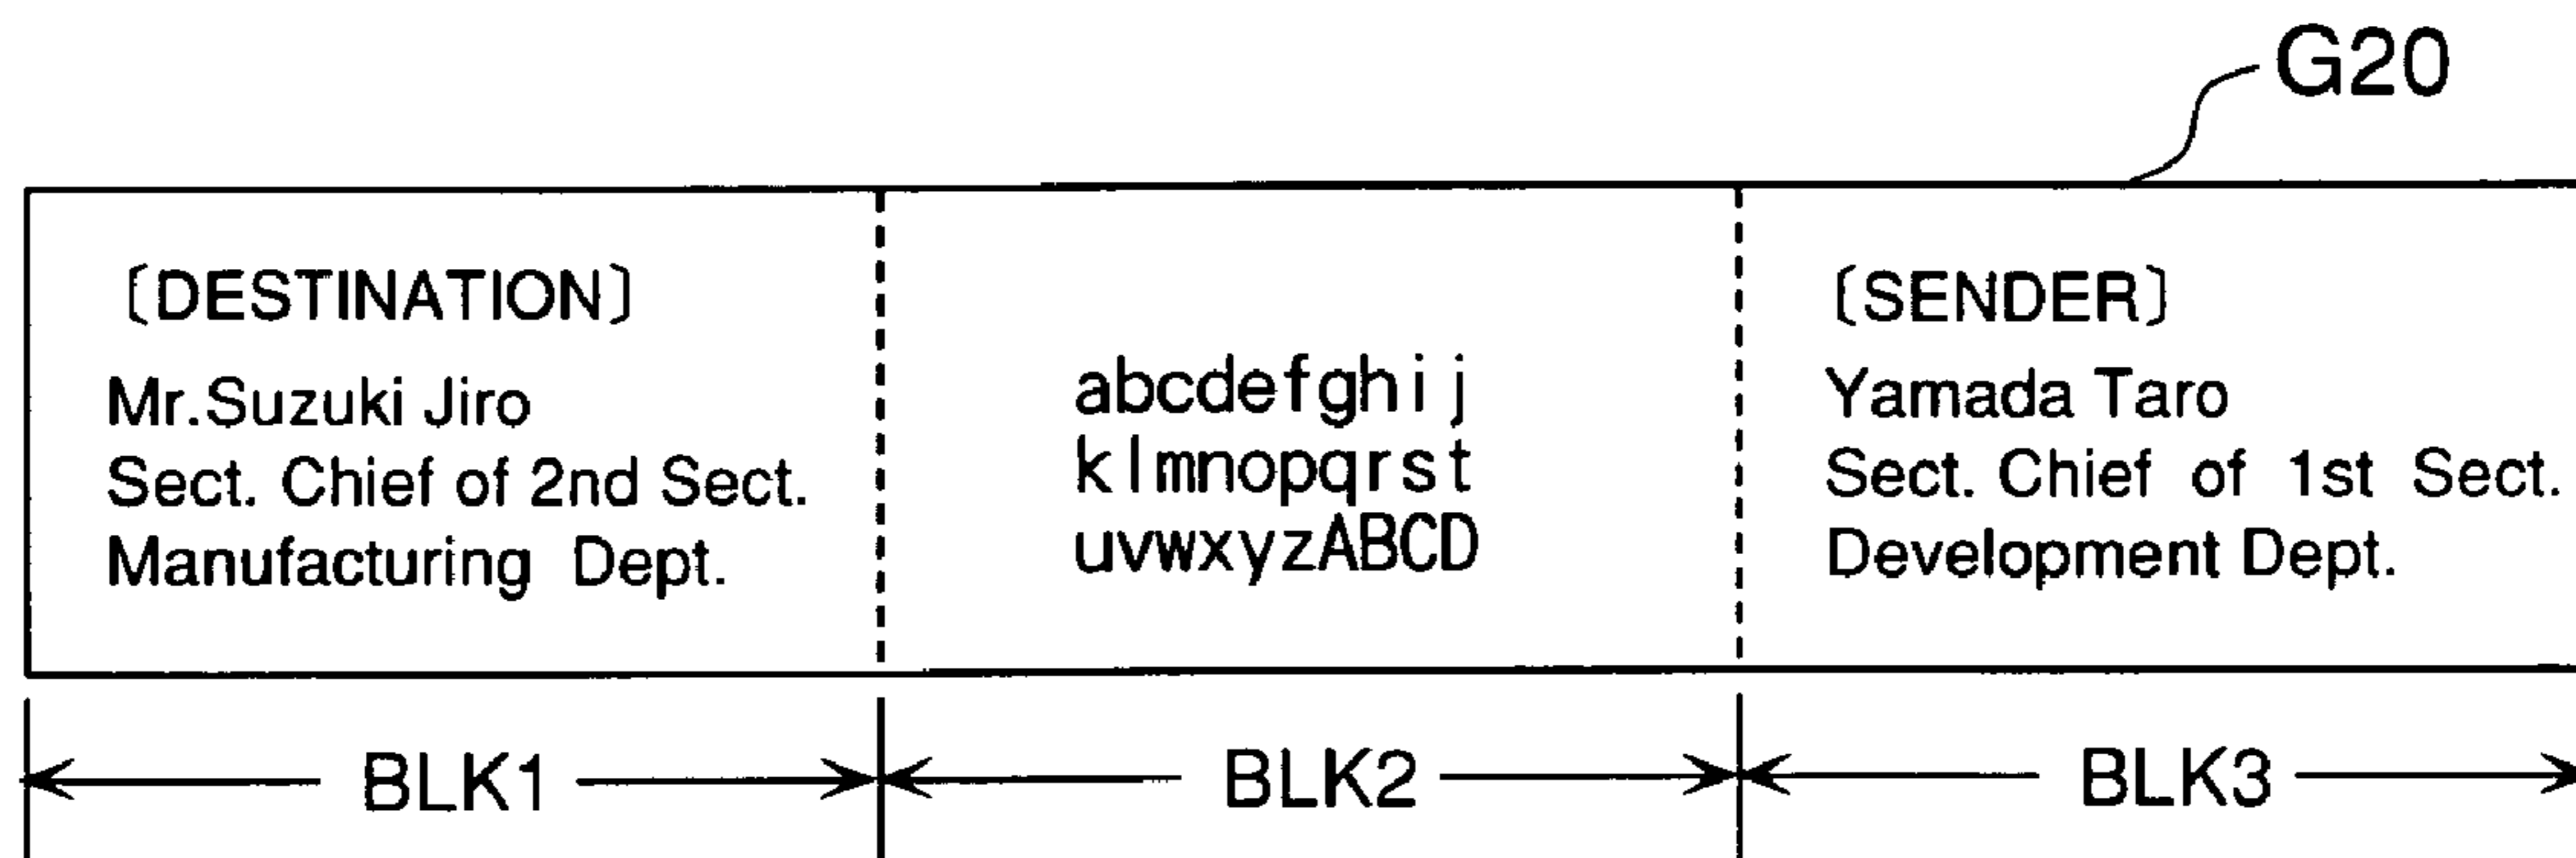 G20
〔DESTINATION〕
Mr.Suzuki Jiro
Sect. Chief of 2nd Sect.
Manufacturing Dept.
abcdefghij
klmnopqrst
uvwxyzABCD
〔SENDER〕
Yamada Taro
Sect. Chief of 1st Sect.
Development Dept.
BLK1
BLK2
BLK3